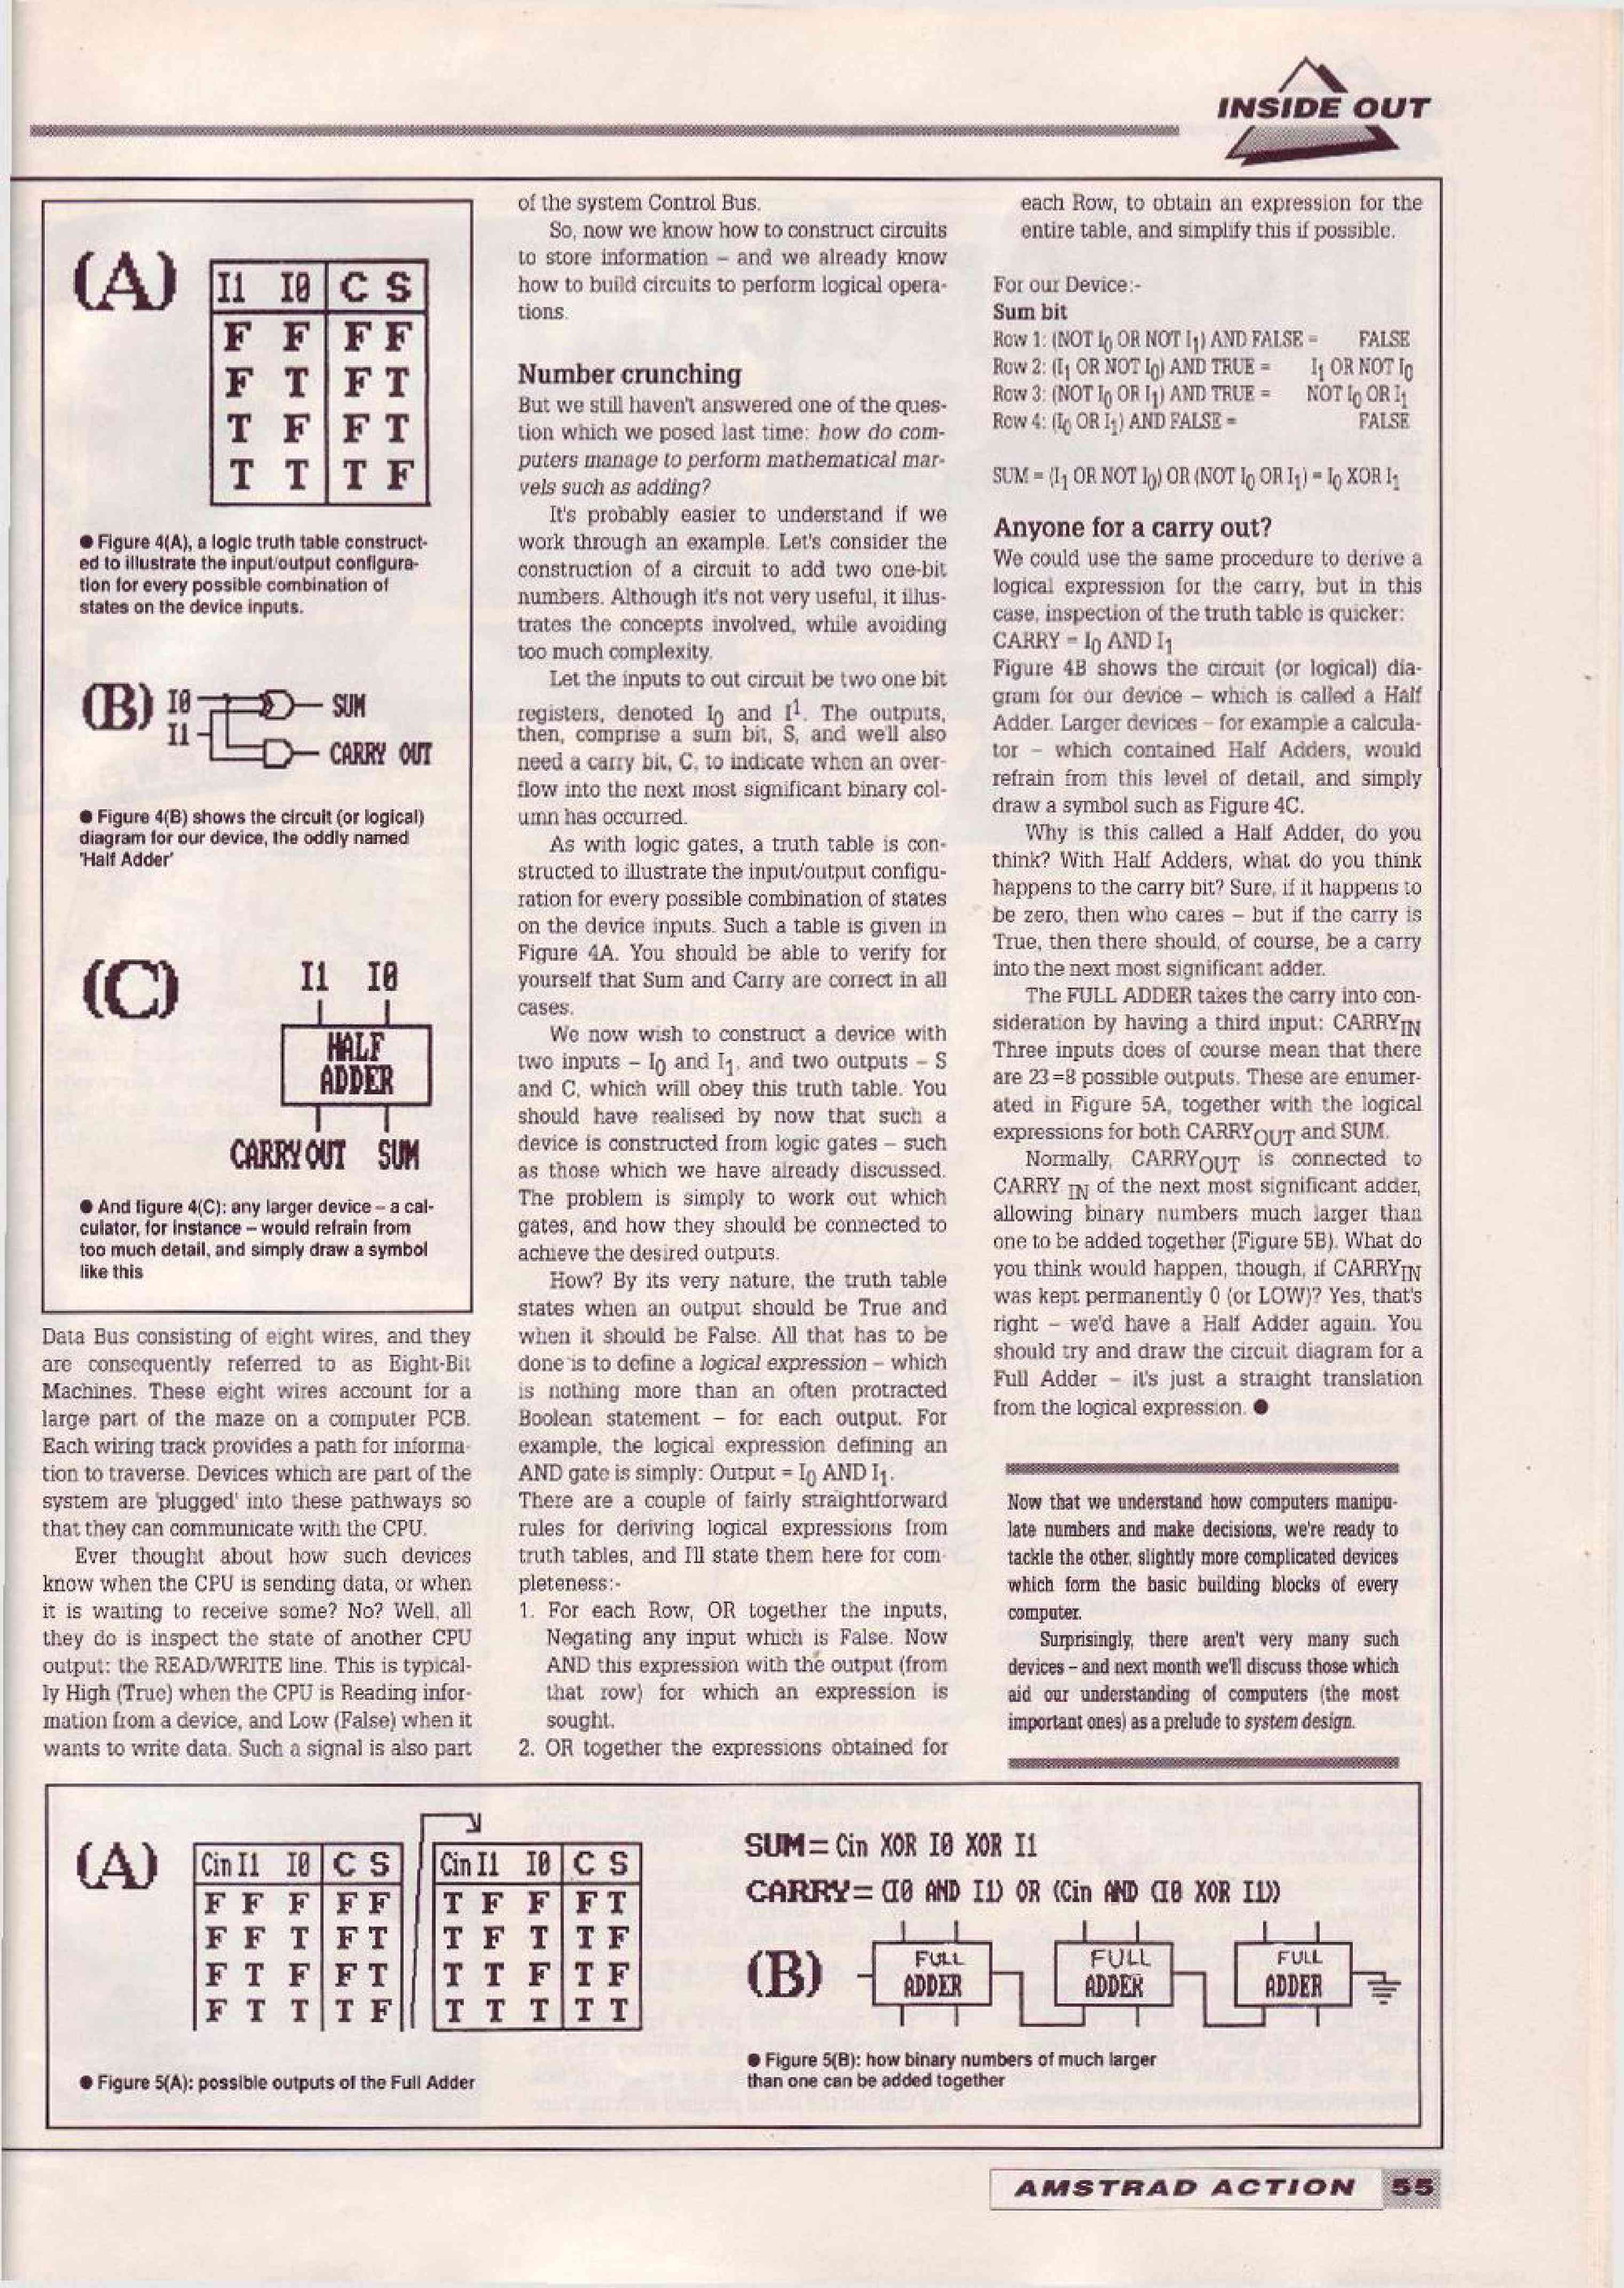 INSIDE OUT
(A)
I1 I0 C S
F F F F
F T F T
T F F T
T T T F
● Figure 4(A), a logic truth table construct-
ed to illustrate the input/output configura-
tion for every possible combination of
states on the device inputs.
(B) I0 SUM
I1 CARRY OUT
● Figure 4(B) shows the circuit (or logical)
diagram for our device, the oddly named
'Half Adder'
(C) I1 I0
HALF
ADDER
CARRY OUT SUM
● And figure 4(C): any larger device – a cal-
culator, for instance – would refrain from
too much detail, and simply draw a symbol
like this
Data Bus consisting of eight wires, and they
are consequently referred to as Eight-Bit
Machines. These eight wires account for a
large part of the maze on a computer PCB.
Each wiring track provides a path for informa-
tion to traverse. Devices which are part of the
system are 'plugged' into these pathways so
that they can communicate with the CPU.
Ever thought about how such devices
know when the CPU is sending data, or when
it is waiting to receive some? No? Well, all
they do is inspect the state of another CPU
output: the READ/WRITE line. This is typical-
ly High (True) when the CPU is Reading infor-
mation from a device, and Low (False) when it
wants to write data. Such a signal is also part
of the system Control Bus.
So, now we know how to construct circuits
to store information – and we already know
how to build circuits to perform logical opera-
tions.
Number crunching
But we still haven't answered one of the ques-
tion which we posed last time: how do com-
puters manage to perform mathematical mar-
vels such as adding?
It's probably easier to understand if we
work through an example. Let's consider the
construction of a circuit to add two one-bit
numbers. Although it's not very useful, it illus-
trates the concepts involved, while avoiding
too much complexity.
Let the inputs to out circuit be two one bit
registers, denoted I0 and I1. The outputs,
then, comprise a sum bit, S, and we'll also
need a carry bit, C, to indicate when an over-
flow into the next most significant binary col-
umn has occurred.
As with logic gates, a truth table is con-
structed to illustrate the input/output configu-
ration for every possible combination of states
on the device inputs. Such a table is given in
Figure 4A. You should be able to verify for
yourself that Sum and Carry are correct in all
cases.
We now wish to construct a device with
two inputs – I0 and I1, and two outputs – S
and C, which will obey this truth table. You
should have realised by now that such a
device is constructed from logic gates – such
as those which we have already discussed.
The problem is simply to work out which
gates, and how they should be connected to
achieve the desired outputs.
How? By its very nature, the truth table
states when an output should be True and
when it should be False. All that has to be
done is to define a logical expression – which
is nothing more than an often protracted
Boolean statement – for each output. For
example, the logical expression defining an
AND gate is simply: Output = I0 AND I1.
There are a couple of fairly straightforward
rules for deriving logical expressions from
truth tables, and I'll state them here for com-
pleteness:-
1. For each Row, OR together the inputs,
Negating any input which is False. Now
AND this expression with the output (from
that row) for which an expression is
sought.
2. OR together the expressions obtained for
each Row, to obtain an expression for the
entire table, and simplify this if possible.
For our Device:-
Sum bit
Row 1: (NOT I0 OR NOT I1) AND FALSE = FALSE
Row 2: (I1 OR NOT I0) AND TRUE = I1 OR NOT I0
Row 3: (NOT I0 OR I1) AND TRUE = NOT I0 OR I1
Row 4: (I0 OR I1) AND FALSE = FALSE
SUM = (I1 OR NOT I0) OR (NOT I0 OR I1) = I0 XOR I1
Anyone for a carry out?
We could use the same procedure to derive a
logical expression for the carry, but in this
case, inspection of the truth table is quicker:
CARRY = I0 AND I1
Figure 4B shows the circuit (or logical) dia-
gram for our device – which is called a Half
Adder. Larger devices – for example a calcula-
tor – which contained Half Adders, would
refrain from this level of detail, and simply
draw a symbol such as Figure 4C.
Why is this called a Half Adder, do you
think? With Half Adders, what do you think
happens to the carry bit? Sure, if it happens to
be zero, then who cares – but if the carry is
True, then there should, of course, be a carry
into the next most significant adder.
The FULL ADDER takes the carry into con-
sideration by having a third input: CARRYIN
Three inputs does of course mean that there
are 23=8 possible outputs. These are enumer-
ated in Figure 5A, together with the logical
expressions for both CARRYOUT and SUM.
Normally, CARRYOUT is connected to
CARRY IN of the next most significant adder,
allowing binary numbers much larger than
one to be added together (Figure 5B). What do
you think would happen, though, if CARRYIN
was kept permanently 0 (or LOW)? Yes, that's
right – we'd have a Half Adder again. You
should try and draw the circuit diagram for a
Full Adder – it's just a straight translation
from the logical expression. ●
Now that we understand how computers manipu-
late numbers and make decisions, we're ready to
tackle the other, slightly more complicated devices
which form the basic building blocks of every
computer.
Surprisingly, there aren't very many such
devices – and next month we'll discuss those which
aid our understanding of computers (the most
important ones) as a prelude to system design.
(A)
Cin I1 I0 C S
F F F F F
F F T F T
F T F F T
F T T T F
Cin I1 I0 C S
T F F F T
T F T T F
T T F T F
T T T T T
● Figure 5(A): possible outputs of the Full Adder
SUM = Cin XOR I0 XOR I1
CARRY = (I0 AND I1) OR (Cin AND (I0 XOR I1))
(B)
FULL ADDER
FULL ADDER
FULL ADDER
● Figure 5(B): how binary numbers of much larger
than one can be added together
AMSTRAD ACTION 55